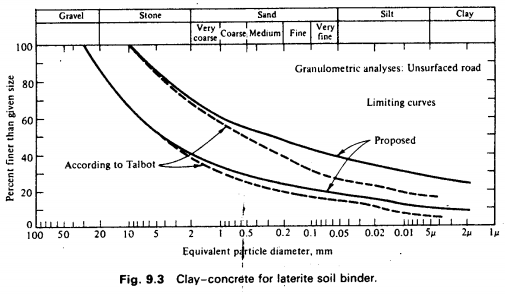 Gravel Stone Sand Silt Clay
Very coarse Coarse Medium Fine Very fine
Percent finer than given size
100
80
60
40
20
0
Granulometric analyses: Unsurfaced road
Limiting curves
Proposed
According to Talbot
100 50 20 10 5 2 1 0.5 0.2 0.1 0.05 0.02 0.01 5μ 2μ 1μ
Equivalent particle diameter, mm
Fig. 9.3 Clay–concrete for laterite soil binder.